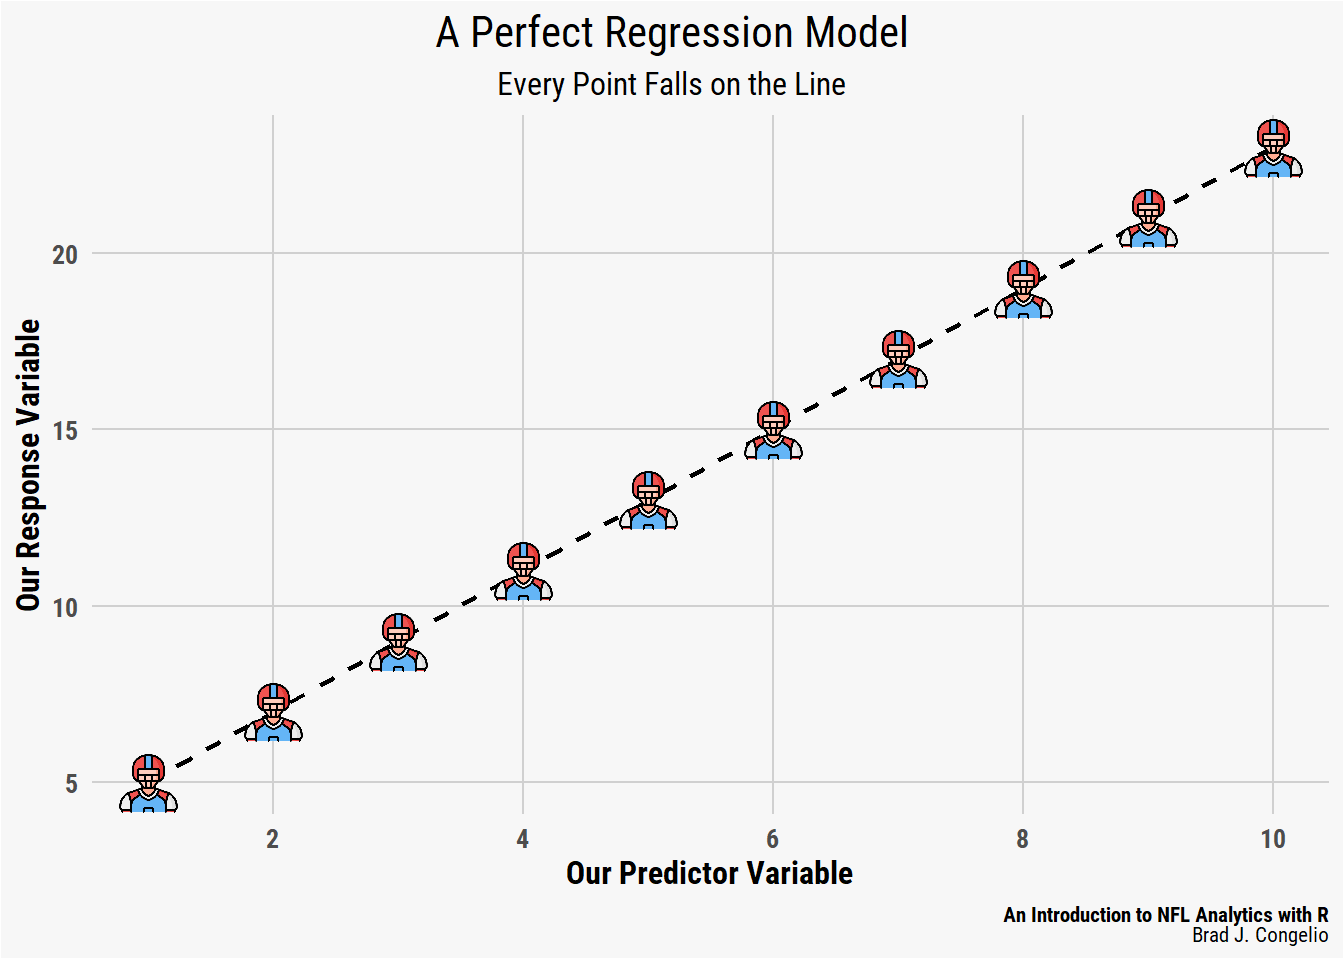 A Perfect Regression Model
Every Point Falls on the Line
20
15
10
5
Our Response Variable
2 4 6 8 10
Our Predictor Variable
An Introduction to NFL Analytics with R
Brad J. Congelio